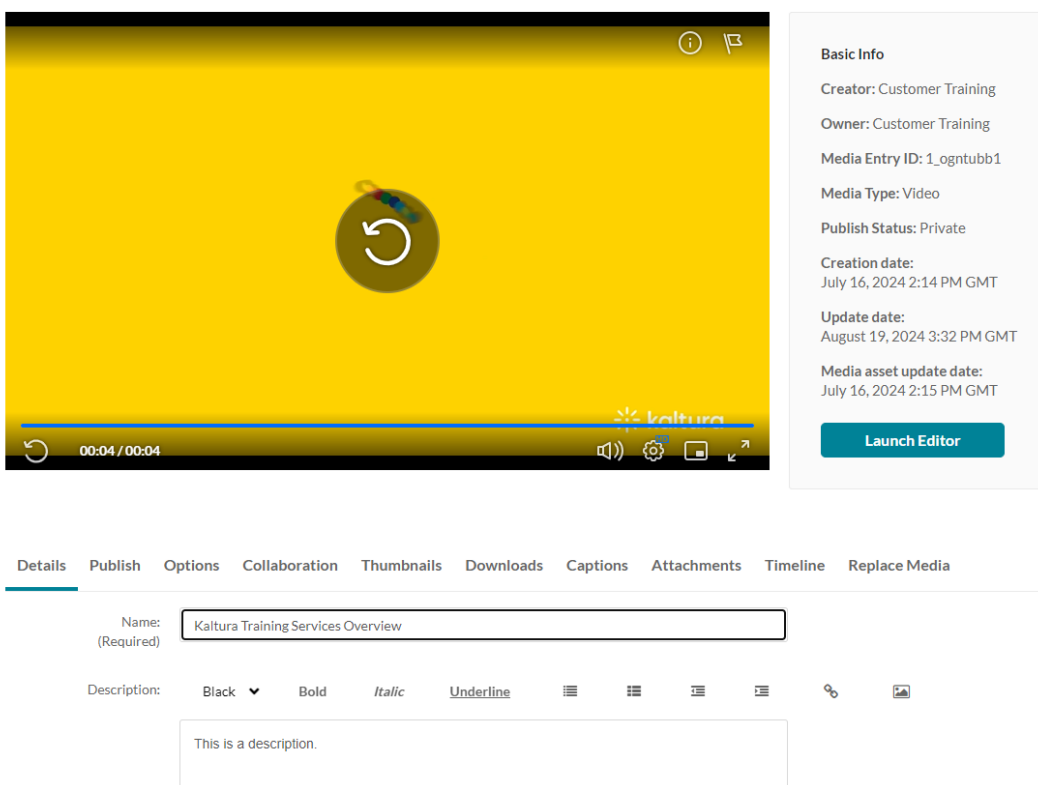 Basic Info
Creator: Customer Training
Owner: Customer Training
Media Entry ID: 1_ogntubb1
Media Type: Video
Publish Status: Private
Creation date:
July 16, 2024 2:14 PM GMT
Update date:
August 19, 2024 3:32 PM GMT
Media asset update date:
July 16, 2024 2:15 PM GMT
Launch Editor
kaltura
00:04 / 00:04
Details Publish Options Collaboration Thumbnails Downloads Captions Attachments Timeline Replace Media
Name: Kaltura Training Services Overview
(Required)
Description: Black Bold Italic Underline
This is a description.